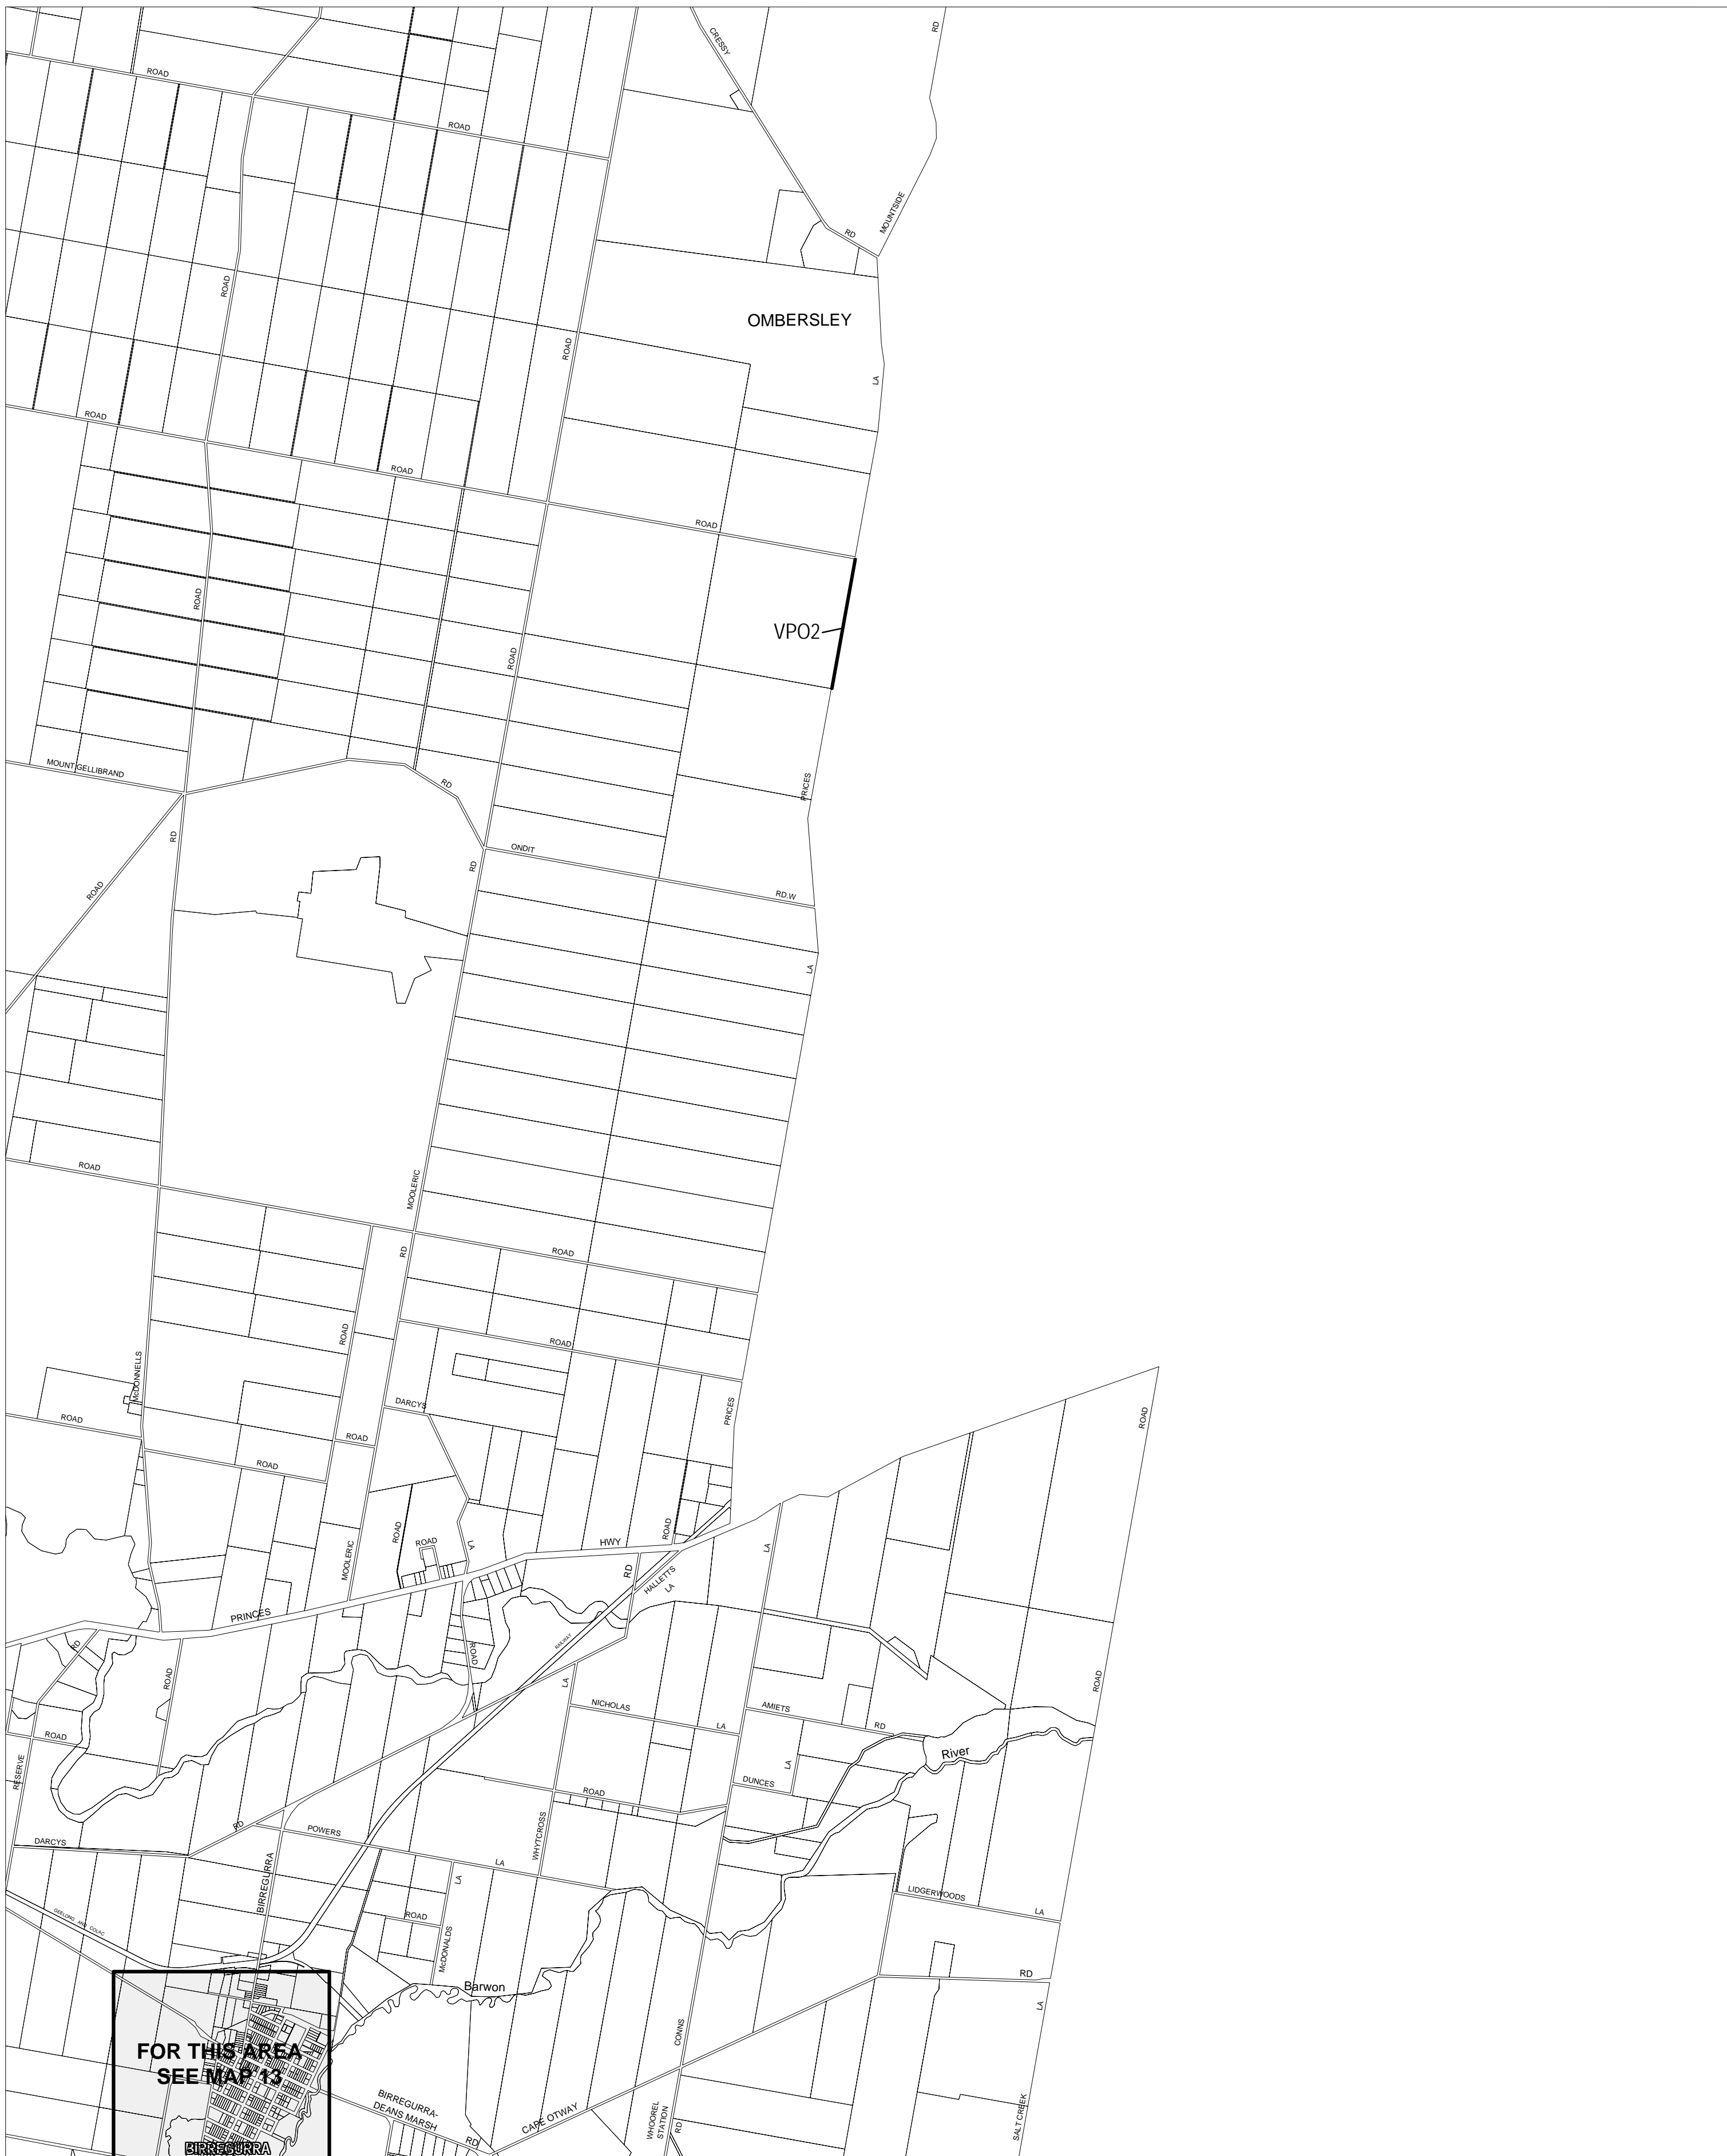 CRESSY
RD
ROAD
ROAD
MOUNTSIDE
RD
ROAD
OMBERSLEY
ROAD
LA
ROAD
ROAD
ROAD
ROAD
VPO2
ROAD
MOUNT GELLIBRAND
RD
PRICES
RD
ONDIT
RD
ROAD
RD.W
LA
ROAD
MOOLERIC
RD
ROAD
ROAD
ROAD
McDONNELLS
DARCYS
PRICES
ROAD
ROAD
ROAD
ROAD
ROAD
ROAD
LA
HWY
ROAD
LA
MOOLERIC
RD
HALLETTS
LA
PRINCES
RD
ROAD
ROAD
RAILWAY
LA
ROAD
NICHOLAS
LA
AMIETS
RD
ROAD
River
RESERVE
ROAD
LA
DUNCES
RD
POWERS
WHYTCROSS
DARCYS
LA
BIRREGURRA
LA
LIDGERWOODS
LA
GEELONG AND COLAC
ROAD
McDONALDS
RD
Barwon
LA
CONNS
FOR THIS AREA
SEE MAP 13
BIRREGURRA-
DEANS MARSH
RD
CAPE OTWAY
WHOOREL
STATION
RD
SALT CREEK
BIRREGURRA